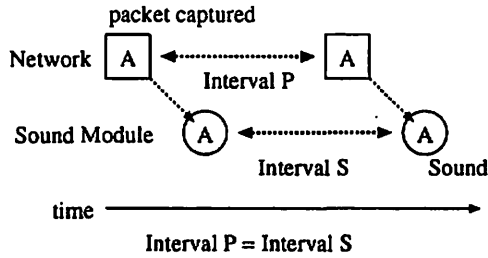 packet captured
Network A A
Interval P
Sound Module A A
Interval S Sound
time
Interval P = Interval S